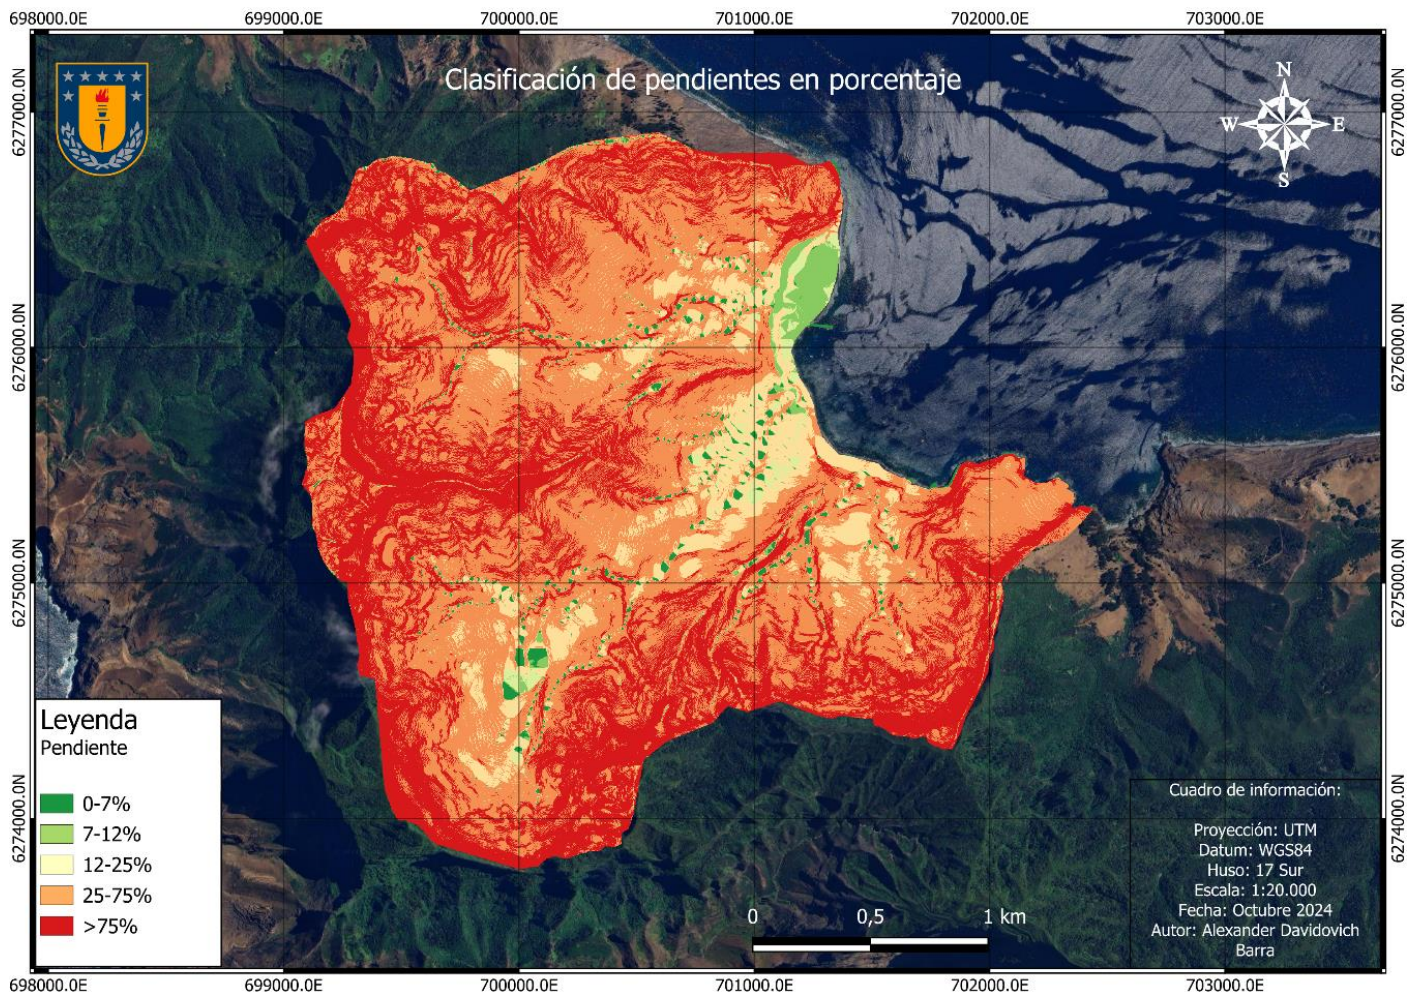 698000.0E 699000.0E 700000.0E 701000.0E 702000.0E 703000.0E
Clasificación de pendientes en porcentaje
N
W E
S
6277000.0N 6277000.0N
6276000.0N 6276000.0N
6275000.0N 6275000.0N
6274000.0N 6274000.0N
Leyenda
Pendiente
0-7%
7-12%
12-25%
25-75%
>75%
0 0,5 1 km
Cuadro de información:
Proyección: UTM
Datum: WGS84
Huso: 17 Sur
Escala: 1:20.000
Fecha: Octubre 2024
Autor: Alexander Davidovich
Barra
698000.0E 699000.0E 700000.0E 701000.0E 702000.0E 703000.0E